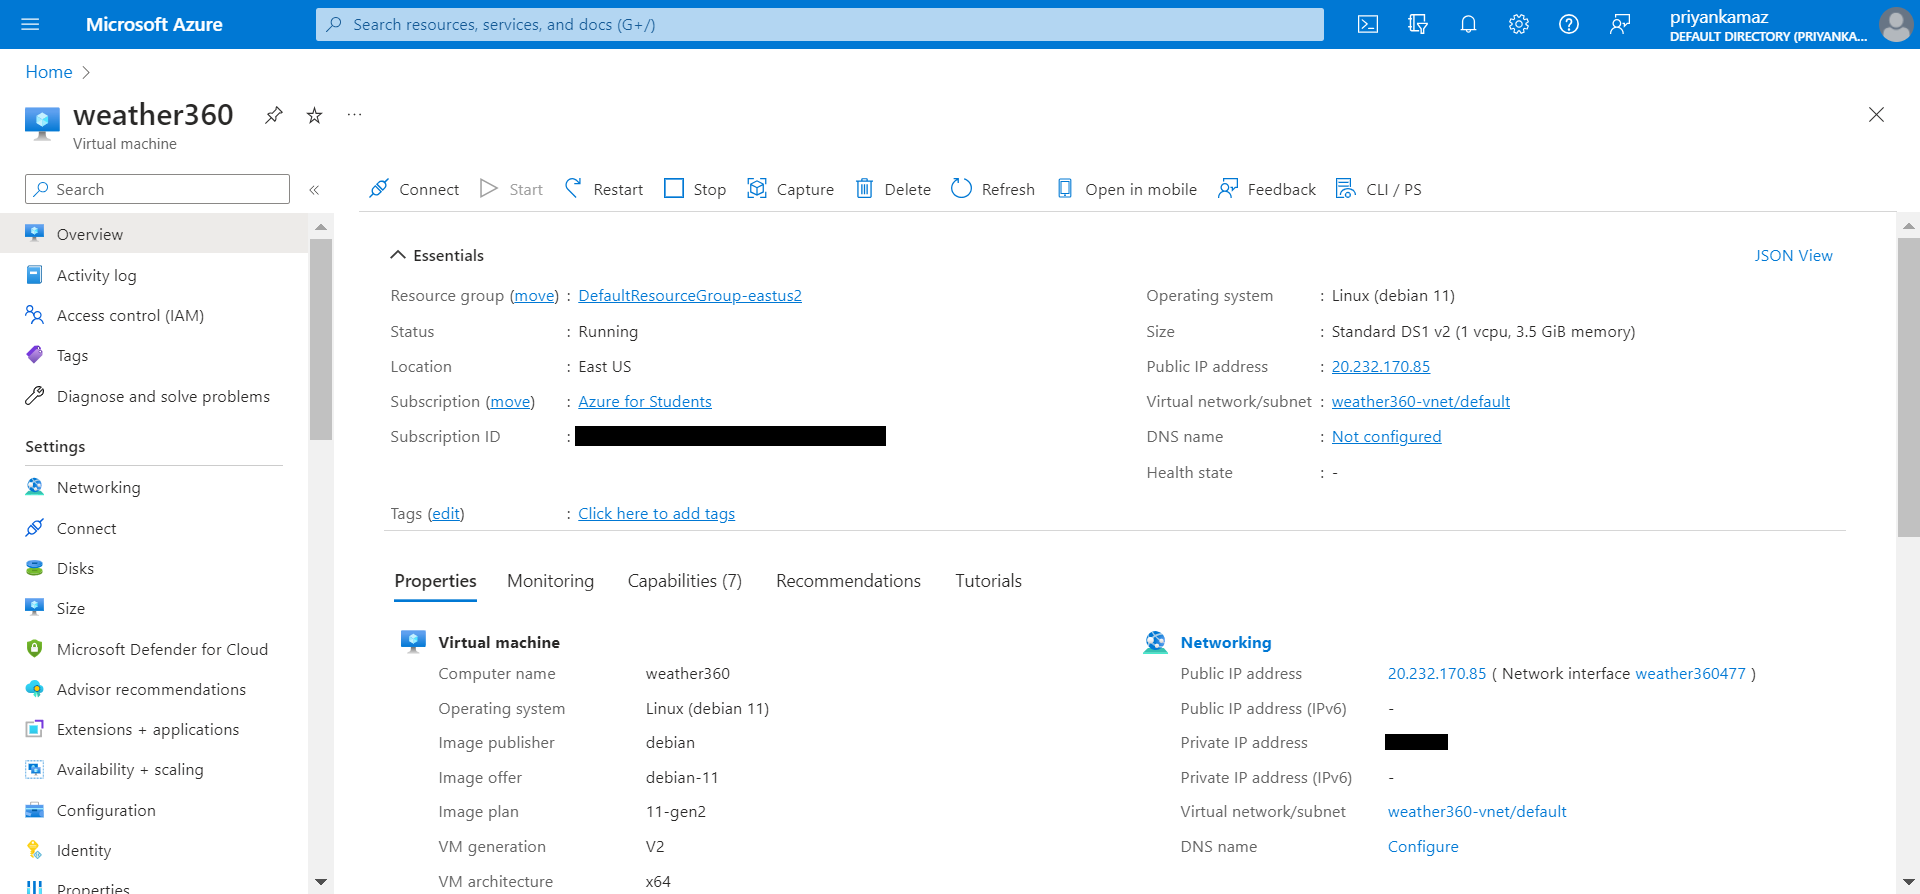 Microsoft Azure
Search resources, services, and docs (G+/)
priyankamaz
DEFAULT DIRECTORY (PRIYANKA...
Home
weather360
...
Virtual machine
Search
«
Connect
Start
Restart
Stop
Capture
Delete
Refresh
Open in mobile
Feedback
CLI / PS
Overview
Activity log
Access control (IAM)
Tags
Diagnose and solve problems
Settings
Networking
Connect
Disks
Size
Microsoft Defender for Cloud
Advisor recommendations
Extensions + applications
Availability + scaling
Configuration
Identity
Properties
Essentials
JSON View
Resource group (move) : DefaultResourceGroup-eastus2
Status : Running
Location : East US
Subscription (move) : Azure for Students
Subscription ID :
Tags (edit) : Click here to add tags
Operating system : Linux (debian 11)
Size : Standard DS1 v2 (1 vcpu, 3.5 GiB memory)
Public IP address : 20.232.170.85
Virtual network/subnet : weather360-vnet/default
DNS name : Not configured
Health state : -
Properties
Monitoring
Capabilities (7)
Recommendations
Tutorials
Virtual machine
Computer name weather360
Operating system Linux (debian 11)
Image publisher debian
Image offer debian-11
Image plan 11-gen2
VM generation V2
VM architecture x64
Networking
Public IP address 20.232.170.85 ( Network interface weather360477 )
Public IP address (IPv6) -
Private IP address
Private IP address (IPv6) -
Virtual network/subnet weather360-vnet/default
DNS name Configure